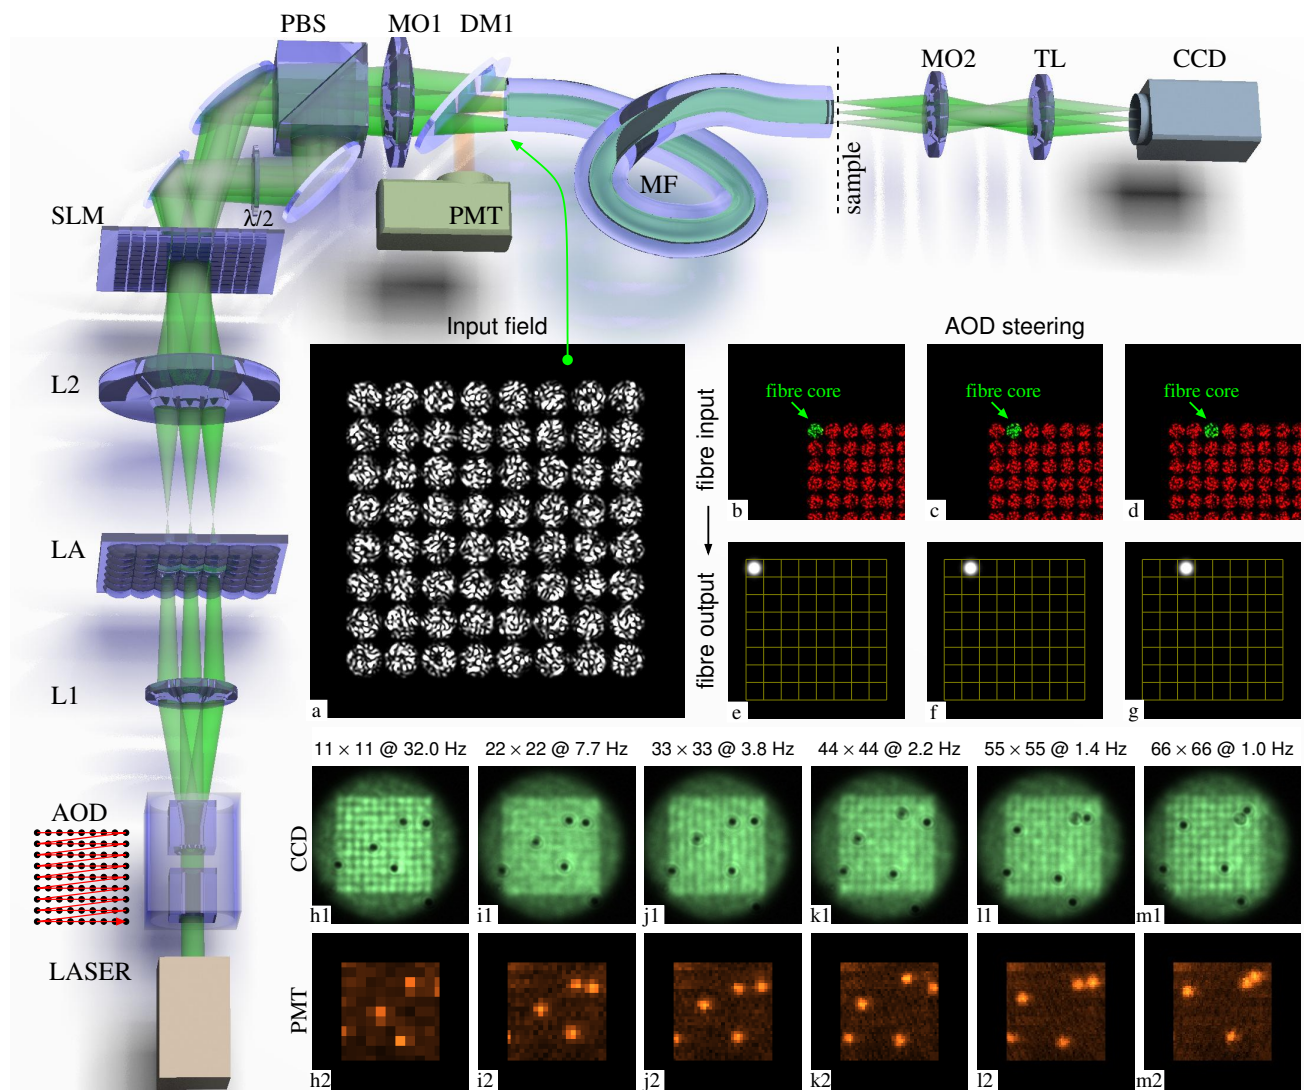 PBS
MO1
DM1
MO2
TL
CCD
SLM
λ/2
PMT
MF
sample
L2
Input field
AOD steering
fibre core
fibre core
fibre core
fibre input
b
c
d
LA
fibre output
L1
a
e
f
g
11 × 11 @ 32.0 Hz
22 × 22 @ 7.7 Hz
33 × 33 @ 3.8 Hz
44 × 44 @ 2.2 Hz
55 × 55 @ 1.4 Hz
66 × 66 @ 1.0 Hz
AOD
CCD
h1
i1
j1
k1
l1
m1
LASER
PMT
h2
i2
j2
k2
l2
m2